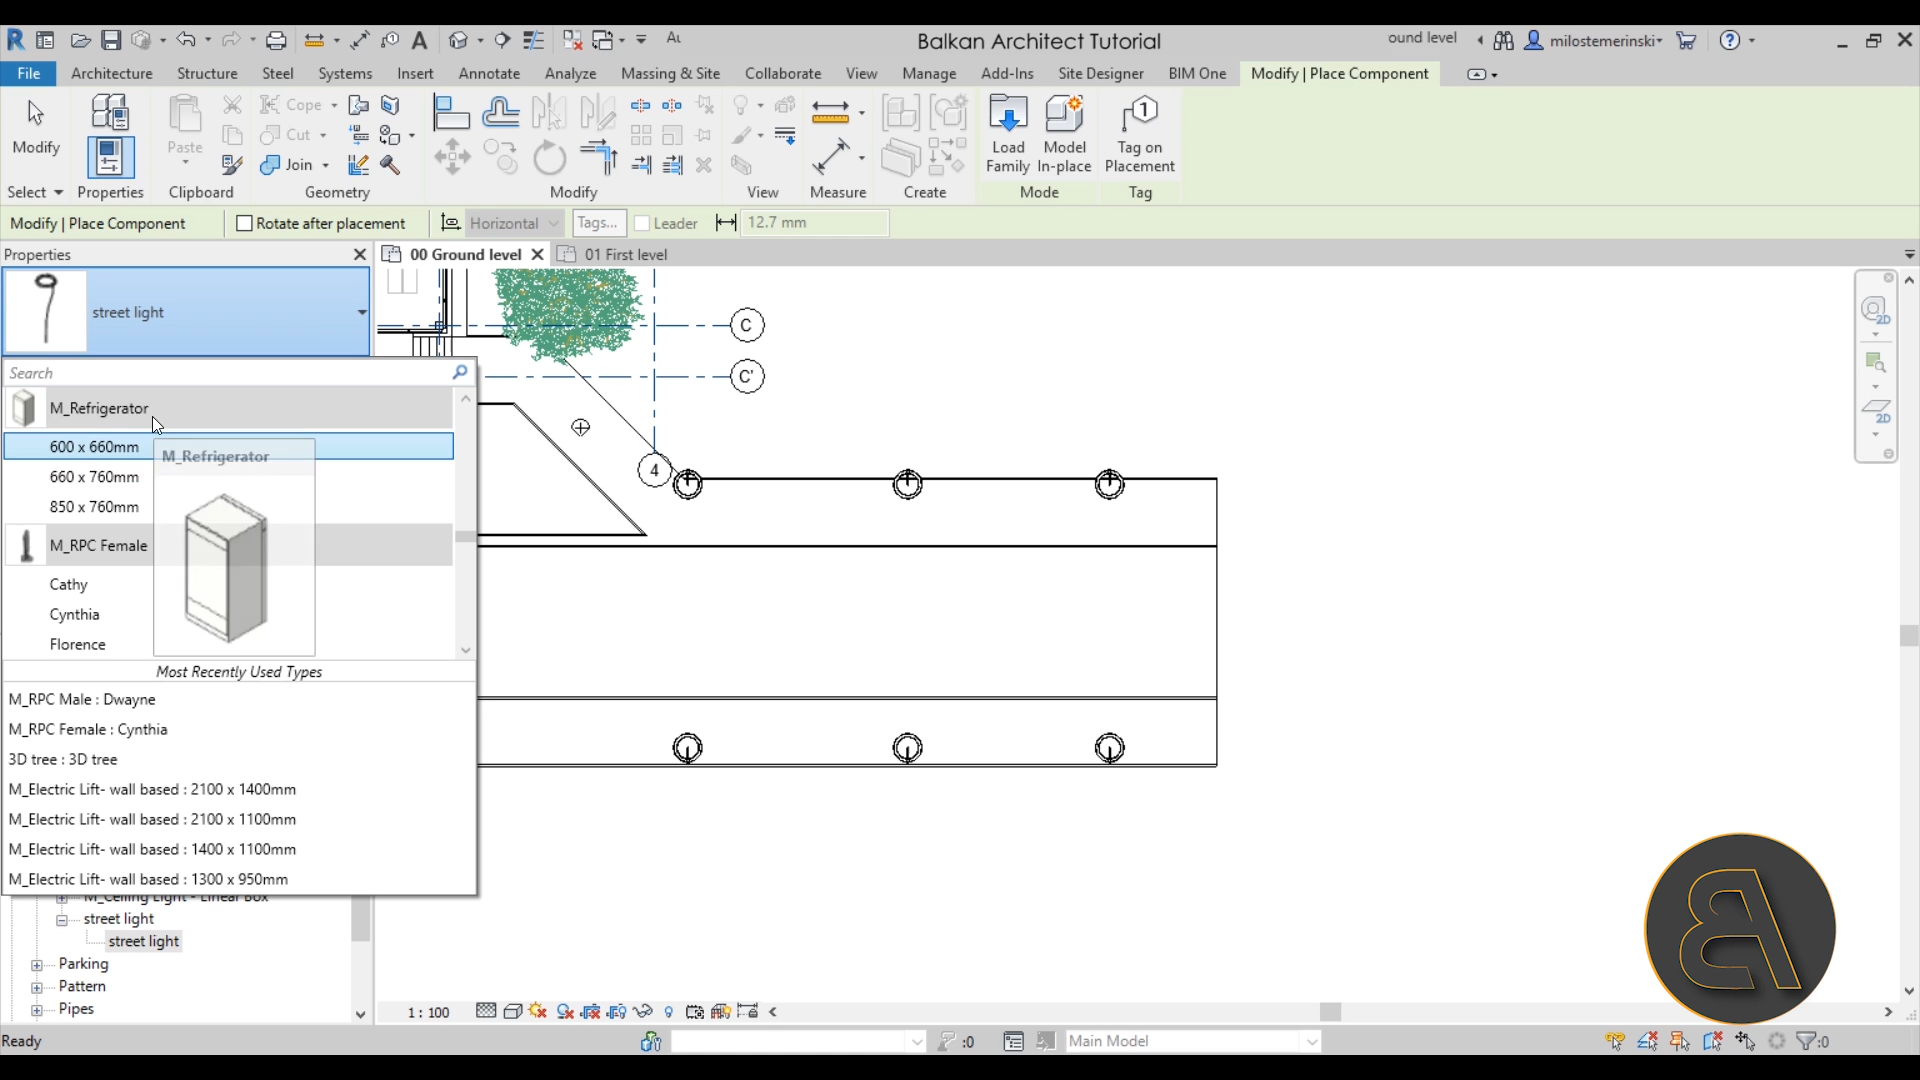 Balkan Architect Tutorial
ound level
milostemerinski
File Architecture Structure Steel Systems Insert Annotate Analyze Massing & Site Collaborate View Manage Add-Ins Site Designer BIM One Modify | Place Component
Modify
Paste
Cope
Cut
Join
Load Family
Model In-place
Tag on Placement
Select Properties Clipboard Geometry Modify View Measure Create Mode Tag
Modify | Place Component
Rotate after placement
Horizontal
Tags...
Leader
12.7 mm
Properties
00 Ground level
01 First level
street light
Search
M_Refrigerator
600 x 660mm
660 x 760mm
850 x 760mm
M_RPC Female
Cathy
Cynthia
Florence
M_Refrigerator
Most Recently Used Types
M_RPC Male : Dwayne
M_RPC Female : Cynthia
3D tree : 3D tree
M_Electric Lift- wall based : 2100 x 1400mm
M_Electric Lift- wall based : 2100 x 1100mm
M_Electric Lift- wall based : 1400 x 1100mm
M_Electric Lift- wall based : 1300 x 950mm
M_Ceiling Light - Linear Box
street light
street light
Parking
Pattern
Pipes
C
C'
4
2D
2D
1 : 100
Ready
:0
Main Model
:0